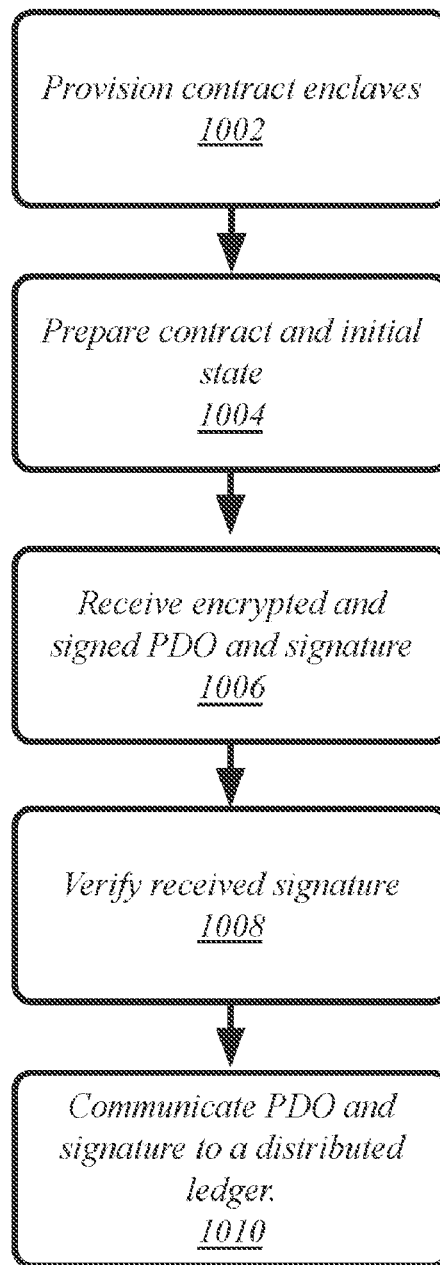 Provision contract enclaves
1002
Prepare contract and initial
state
1004
Receive encrypted and
signed PDO and signature
1006
Verify received signature
1008
Communicate PDO and
signature to a distributed
ledger.
1010